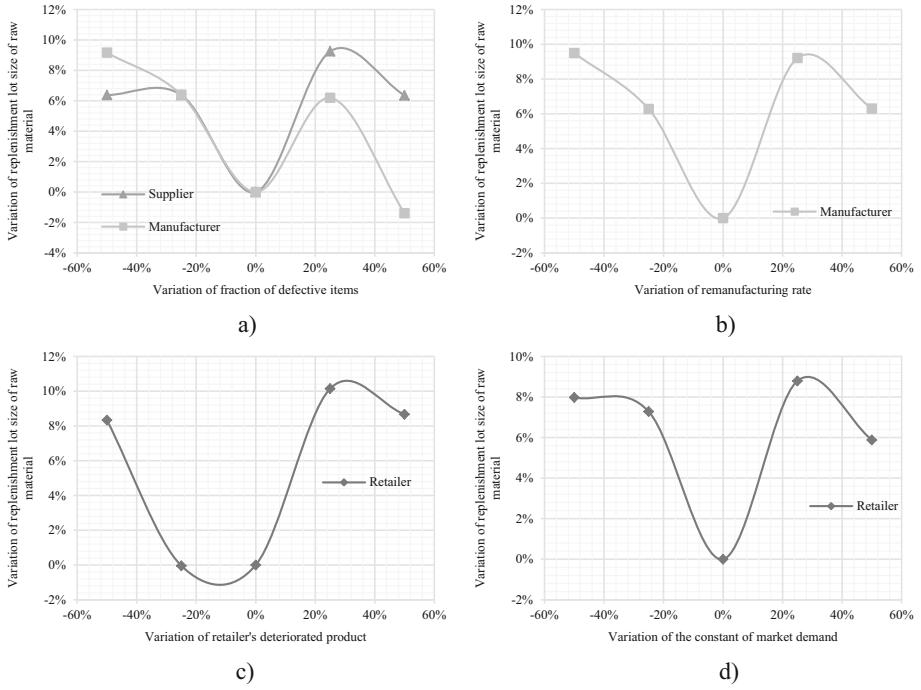 Variation of replenishment lot size of raw
material
12%
10%
8%
6%
4%
2%
0%
-2%
-4%
Supplier
Manufacturer
-60% -40% -20% 0% 20% 40% 60%
Variation of fraction of defective items
a)
Variation of replenishment lot size of raw
material
12%
10%
8%
6%
4%
2%
0%
-2%
Manufacturer
-60% -40% -20% 0% 20% 40% 60%
Variation of remanufacturing rate
b)
Variation of replenishment lot size of raw
material
12%
10%
8%
6%
4%
2%
0%
-2%
Retailer
-60% -40% -20% 0% 20% 40% 60%
Variation of retailer's deteriorated product
c)
Variation of replenishment lot size of raw
material
10%
8%
6%
4%
2%
0%
-2%
Retailer
-60% -40% -20% 0% 20% 40% 60%
Variation of the constant of market demand
d)